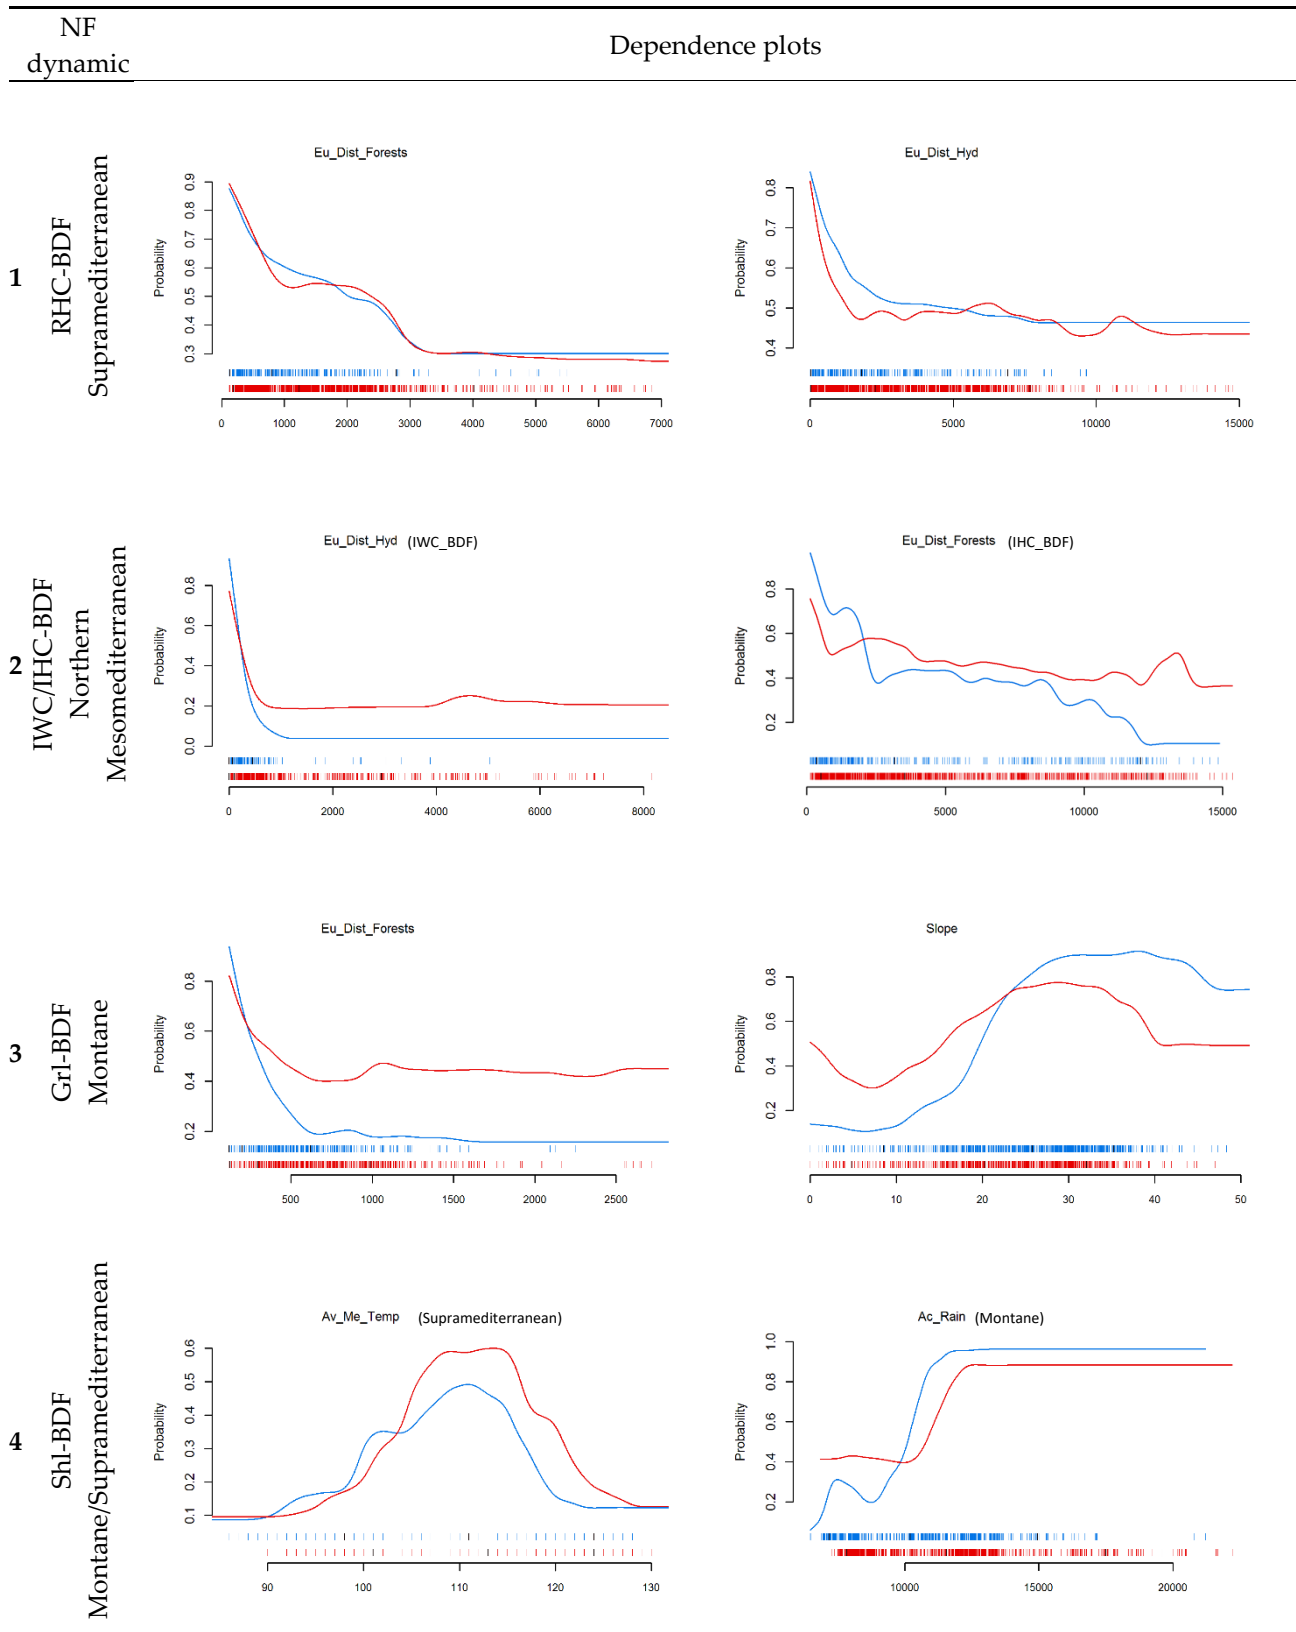 NF
dynamic
Dependence plots
1
RHC-BDF
Supramediterranean
Eu_Dist_Forests
Probability
0.9
0.8
0.7
0.6
0.5
0.4
0.3
0 1000 2000 3000 4000 5000 6000 7000
Eu_Dist_Hyd
Probability
0.8
0.7
0.6
0.5
0.4
0 5000 10000 15000
2
IWC/IHC-BDF
Northern
Mesomediterranean
Eu_Dist_Hyd (IWC_BDF)
Probability
0.8
0.6
0.4
0.2
0.0
0 2000 4000 6000 8000
Eu_Dist_Forests (IHC_BDF)
Probability
0.8
0.6
0.4
0.2
0 5000 10000 15000
3
Grl-BDF
Montane
Eu_Dist_Forests
Probability
0.8
0.6
0.4
0.2
500 1000 1500 2000 2500
Slope
Probability
0.8
0.6
0.4
0.2
0 10 20 30 40 50
4
Shl-BDF
Montane/Supramediterranean
Av_Me_Temp (Supramediterranean)
Probability
0.6
0.5
0.4
0.3
0.2
0.1
90 100 110 120 130
Ac_Rain (Montane)
Probability
1.0
0.8
0.6
0.4
0.2
10000 15000 20000